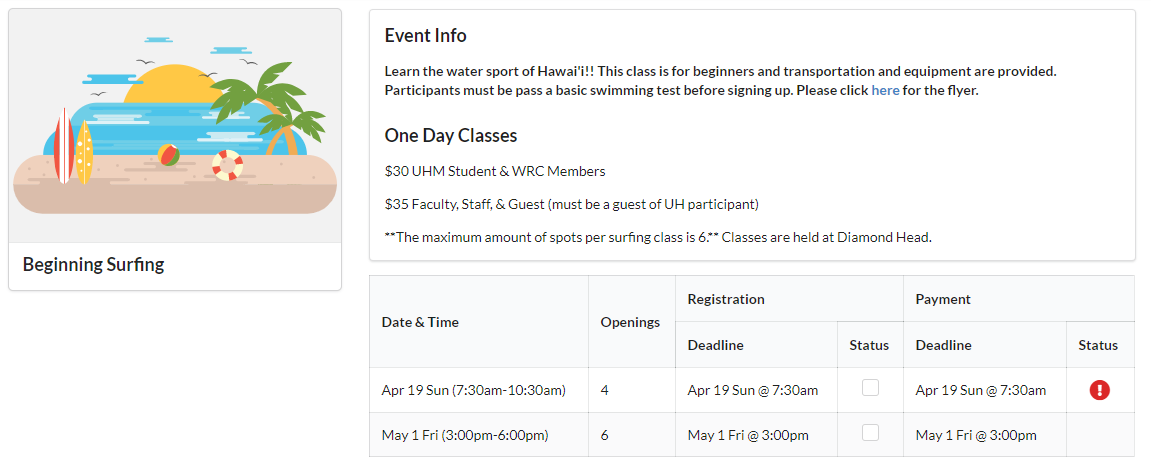 Beginning Surfing
Event Info
Learn the water sport of Hawai'i!! This class is for beginners and transportation and equipment are provided.
Participants must be pass a basic swimming test before signing up. Please click here for the flyer.
One Day Classes
$30 UHM Student & WRC Members
$35 Faculty, Staff, & Guest (must be a guest of UH participant)
**The maximum amount of spots per surfing class is 6.** Classes are held at Diamond Head.
Date & Time Openings Registration Payment
Deadline Status Deadline Status
Apr 19 Sun (7:30am-10:30am) 4 Apr 19 Sun @ 7:30am Apr 19 Sun @ 7:30am
May 1 Fri (3:00pm-6:00pm) 6 May 1 Fri @ 3:00pm May 1 Fri @ 3:00pm